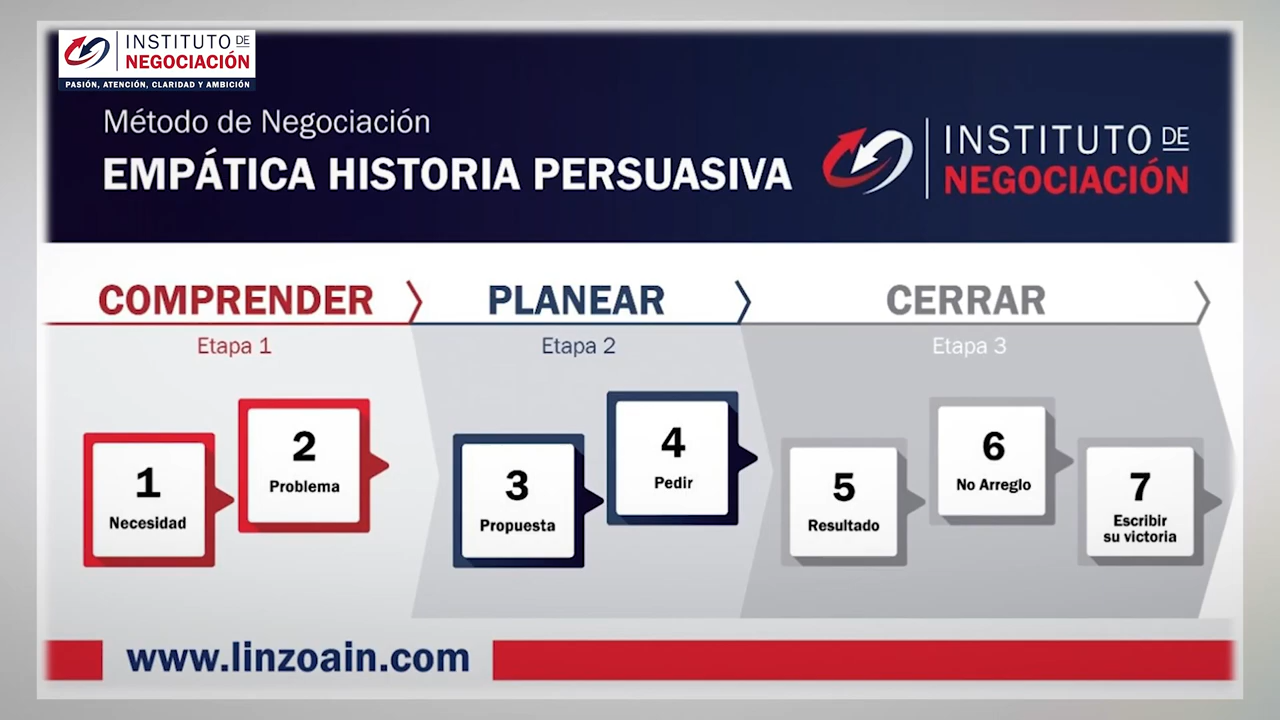 INSTITUTO DE
NEGOCIACIÓN
PASIÓN, ATENCIÓN, CLARIDAD Y AMBICIÓN
Método de Negociación
EMPÁTICA HISTORIA PERSUASIVA
INSTITUTO DE
NEGOCIACIÓN
COMPRENDER
PLANEAR
CERRAR
Etapa 1
Etapa 2
Etapa 3
1
Necesidad
2
Problema
3
Propuesta
4
Pedir
5
Resultado
6
No Arreglo
7
Escribir
su victoria
www.linzoain.com